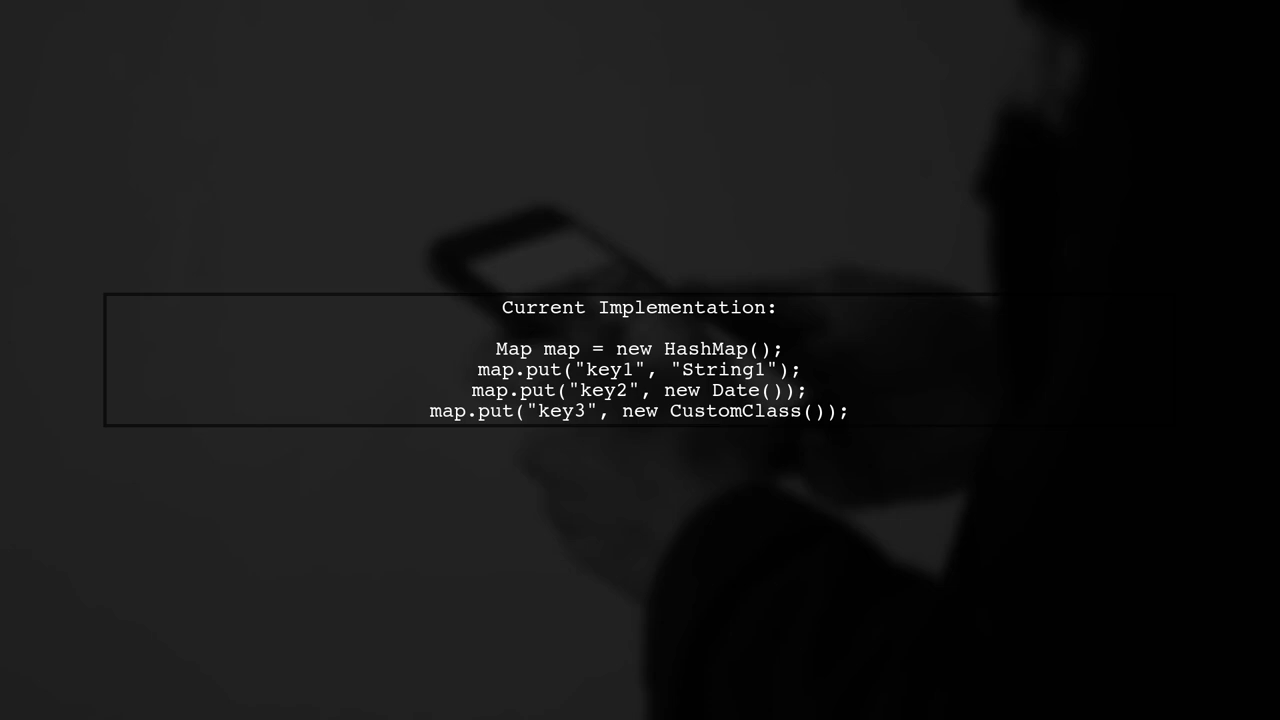 Current Implementation:
Map map = new HashMap();
map.put("key1", "String1");
map.put("key2", new Date());
map.put("key3", new CustomClass());